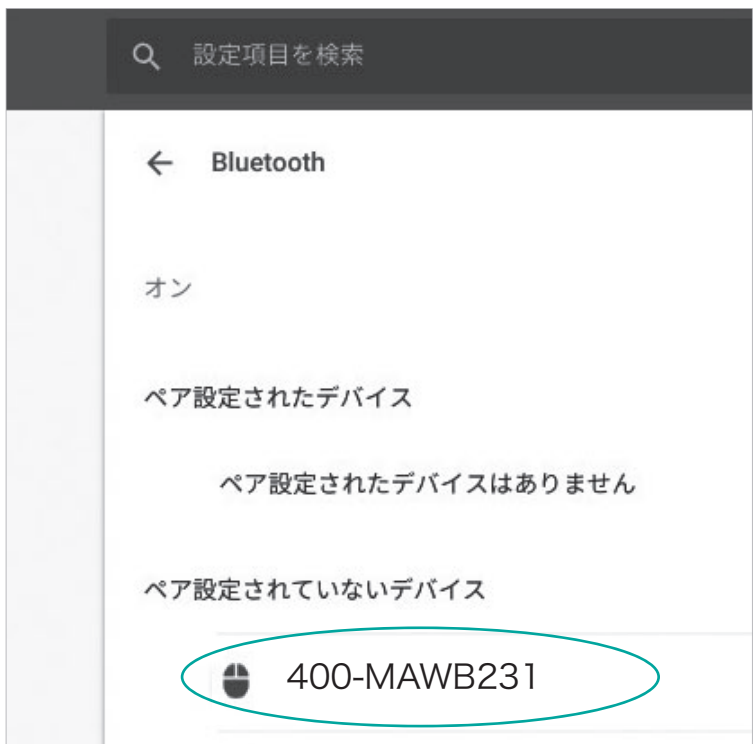 設定項目を検索
Bluetooth
オン
ペア設定されたデバイス
ペア設定されたデバイスはありません
ペア設定されていないデバイス
400-MAWB231